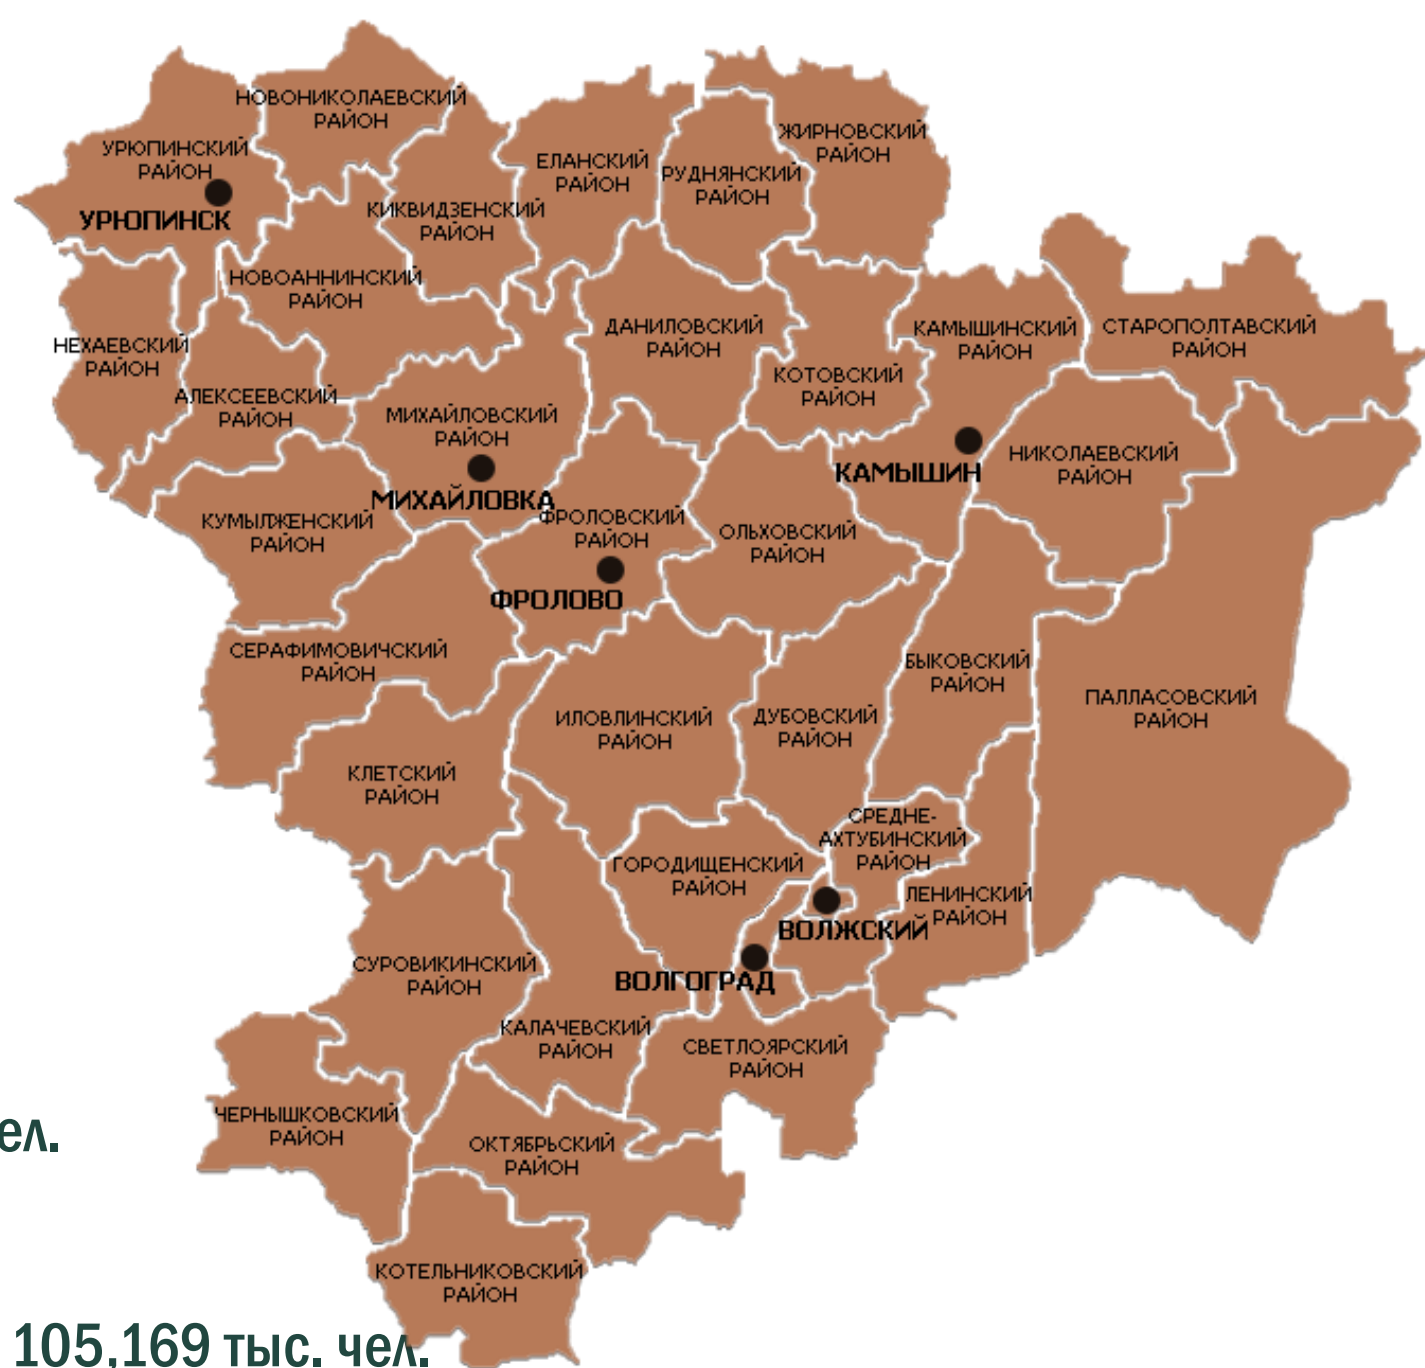 НОВОНИКОЛАЕВСКИЙ
РАЙОН
УРЮПИНСКИЙ
РАЙОН
УРЮПИНСК
КИКВИДЗЕНСКИЙ
РАЙОН
ЕЛАНСКИЙ
РАЙОН
РУДНЯНСКИЙ
РАЙОН
ЖИРНОВСКИЙ
РАЙОН
НОВОАННИНСКИЙ
РАЙОН
НЕХАЕВСКИЙ
РАЙОН
АЛЕКСЕЕВСКИЙ
РАЙОН
МИХАЙЛОВСКИЙ
РАЙОН
МИХАЙЛОВКА
ДАНИЛОВСКИЙ
РАЙОН
КОТОВСКИЙ
РАЙОН
КАМЫШИНСКИЙ
РАЙОН
КАМЫШИН
СТАРОПОЛТАВСКИЙ
РАЙОН
НИКОЛАЕВСКИЙ
РАЙОН
КУМЫЛЖЕНСКИЙ
РАЙОН
ФРОЛОВСКИЙ
РАЙОН
ФРОЛОВО
ОЛЬХОВСКИЙ
РАЙОН
СЕРАФИМОВИЧСКИЙ
РАЙОН
БЫКОВСКИЙ
РАЙОН
ПАЛЛАСОВСКИЙ
РАЙОН
ИЛОВЛИНСКИЙ
РАЙОН
ДУБОВСКИЙ
РАЙОН
КЛЕТСКИЙ
РАЙОН
СРЕДНЕ-
АХТУБИНСКИЙ
РАЙОН
ГОРОДИЩЕНСКИЙ
РАЙОН
ЛЕНИНСКИЙ
РАЙОН
ВОЛЖСКИЙ
ВОЛГОГРАД
СУРОВИКИНСКИЙ
РАЙОН
КАЛАЧЕВСКИЙ
РАЙОН
СВЕТЛОЯРСКИЙ
РАЙОН
ЧЕРНЫШКОВСКИЙ
РАЙОН
ОКТЯБРЬСКИЙ
РАЙОН
КОТЕЛЬНИКОВСКИЙ
РАЙОН
ел.
105,169 тыс. чел.